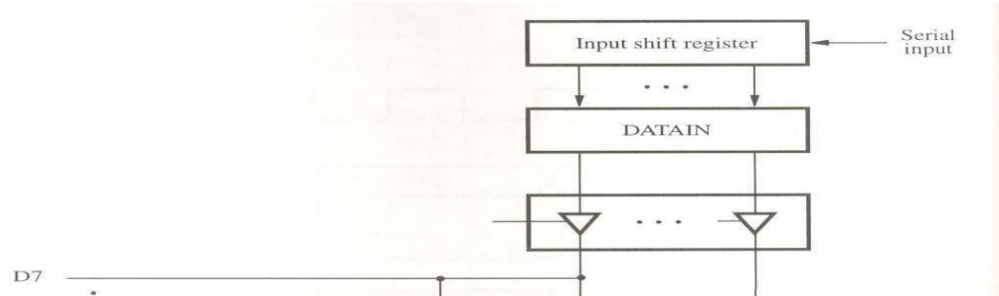 Input shift register
Serial
input
DATAIN
D7